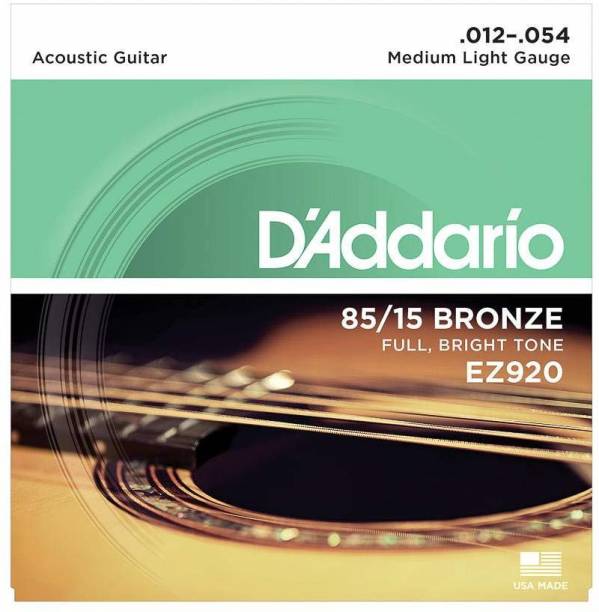 .012–.054
Acoustic Guitar
Medium Light Gauge
D'Addario
85/15 BRONZE
FULL, BRIGHT TONE
EZ920
USA MADE